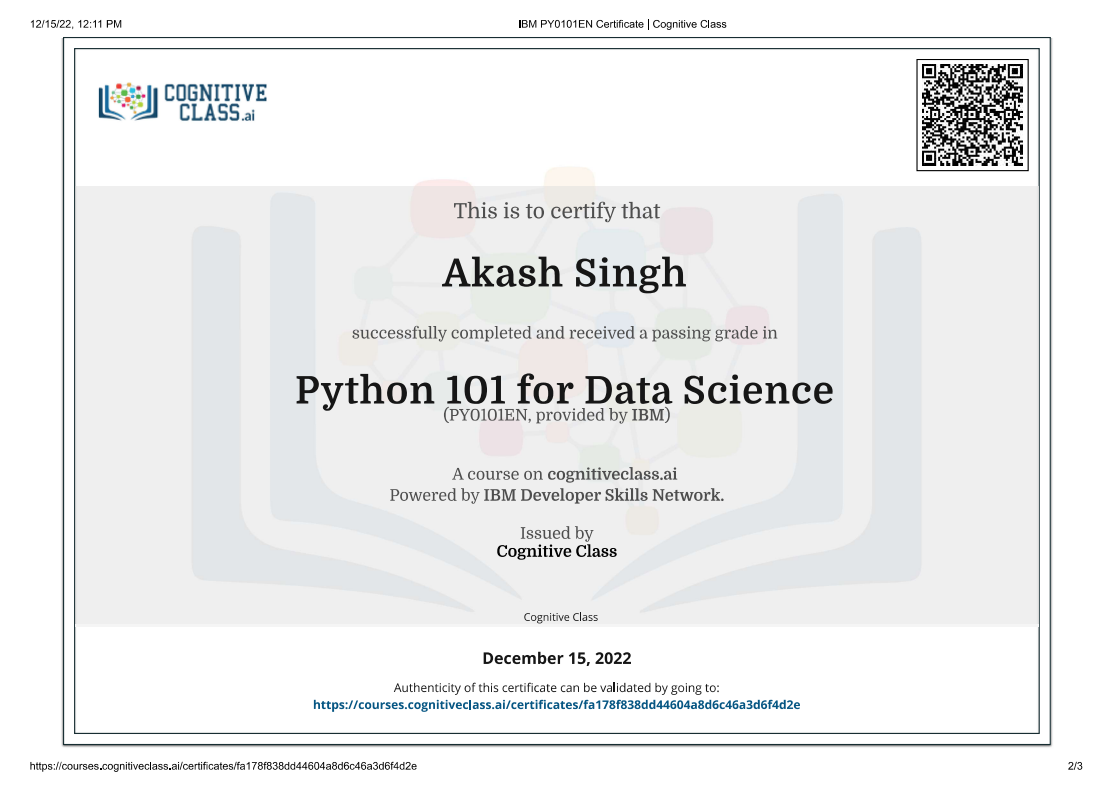 12/15/22, 12:11 PM
IBM PY0101EN Certificate | Cognitive Class
COGNITIVE
CLASS.ai
This is to certify that
Akash Singh
successfully completed and received a passing grade in
Python 101 for Data Science
(PY0101EN, provided by IBM)
A course on cognitiveclass.ai
Powered by IBM Developer Skills Network.
Issued by
Cognitive Class
Cognitive Class
December 15, 2022
Authenticity of this certificate can be validated by going to:
https://courses.cognitiveclass.ai/certificates/fa178f838dd44604a8d6c46a3d6f4d2e
https://courses.cognitiveclass.ai/certificates/fa178f838dd44604a8d6c46a3d6f4d2e
2/3